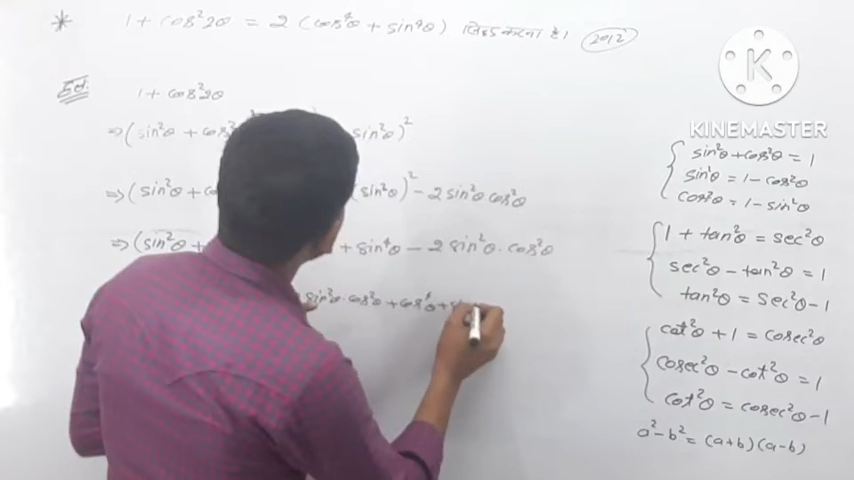 * 1 + cos²2θ = 2 (cos⁴θ + sin⁴θ) सिद्ध करना है। 2012
हल:
1 + cos²2θ
⇒ (sin²θ + cos²θ sin²θ)²
⇒ (sin²θ + co (sin²θ)² - 2 sin²θ.cos²θ
⇒ (sin²θ + + sin⁴θ - 2 sin²θ.cos²θ
sin²θ.cos²θ + cos⁴θ +
K
KINEMASTER
sin²θ + cos²θ = 1
sin²θ = 1 - cos²θ
cos²θ = 1 - sin²θ
1 + tan²θ = sec²θ
sec²θ - tan²θ = 1
tan²θ = sec²θ - 1
cot²θ + 1 = cosec²θ
cosec²θ - cot²θ = 1
cot²θ = cosec²θ - 1
a² - b² = (a+b)(a-b)